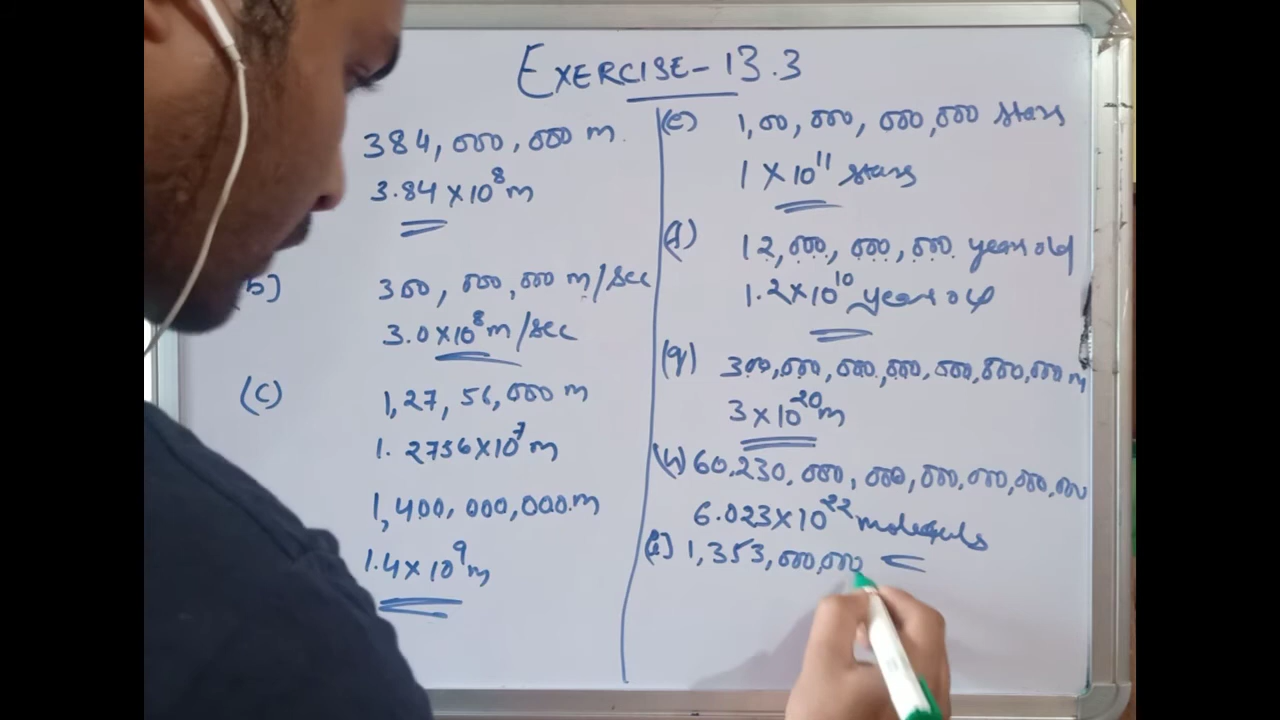 EXERCISE-13.3
384,000,000 m
3.84 × 10⁸ m
b)
300, 000,000 m/sec
3.0×10⁸ m/sec
(c)
1,27, 56, 000 m
1. 2756×10⁷ m
1,400,000,000.m
1.4 × 10⁹ m
(e) 1,00,000, 000,000 stars
1 × 10¹¹ stars
(f) 12,000, 000, 000 years old
1.2×10¹⁰ years old
(g) 300,000,000,000,500,800,000 m
3 × 10²⁰ m
(h) 60,230,000, 000,000,000,000,000
6.023×10²² molecules
1,353,000,000